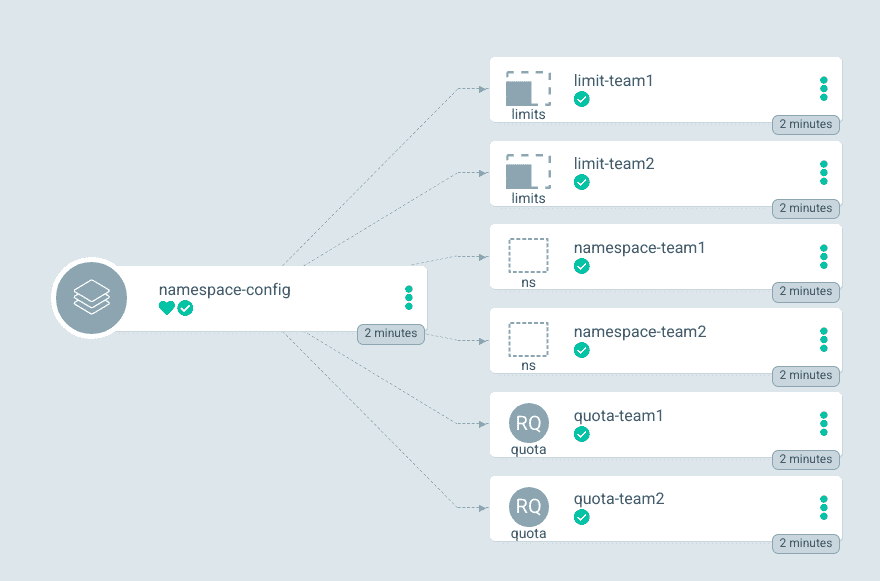 namespace-config
2 minutes
limit-team1
limits
2 minutes
limit-team2
limits
2 minutes
namespace-team1
ns
2 minutes
namespace-team2
ns
2 minutes
RQ
quota-team1
quota
2 minutes
RQ
quota-team2
quota
2 minutes